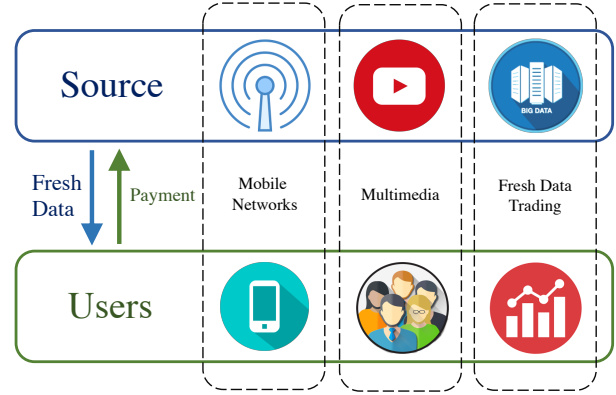 Source
BIG DATA
Fresh
Data
Payment
Mobile
Networks
Multimedia
Fresh Data
Trading
Users